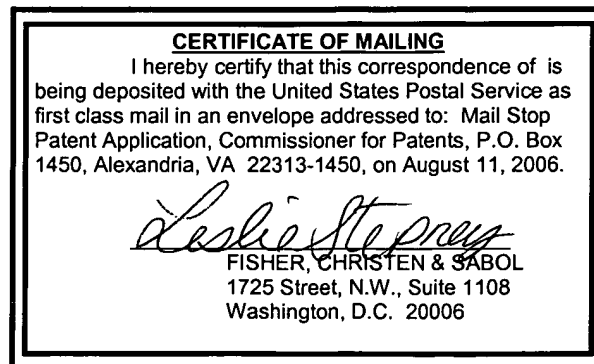 CERTIFICATE OF MAILING
I hereby certify that this correspondence of is
being deposited with the United States Postal Service as
first class mail in an envelope addressed to: Mail Stop
Patent Application, Commissioner for Patents, P.O. Box
1450, Alexandria, VA 22313-1450, on August 11, 2006.
Leslie
FISHER, CHRISTEN & SABOL
1725 Street, N.W., Suite 1108
Washington, D.C. 20006